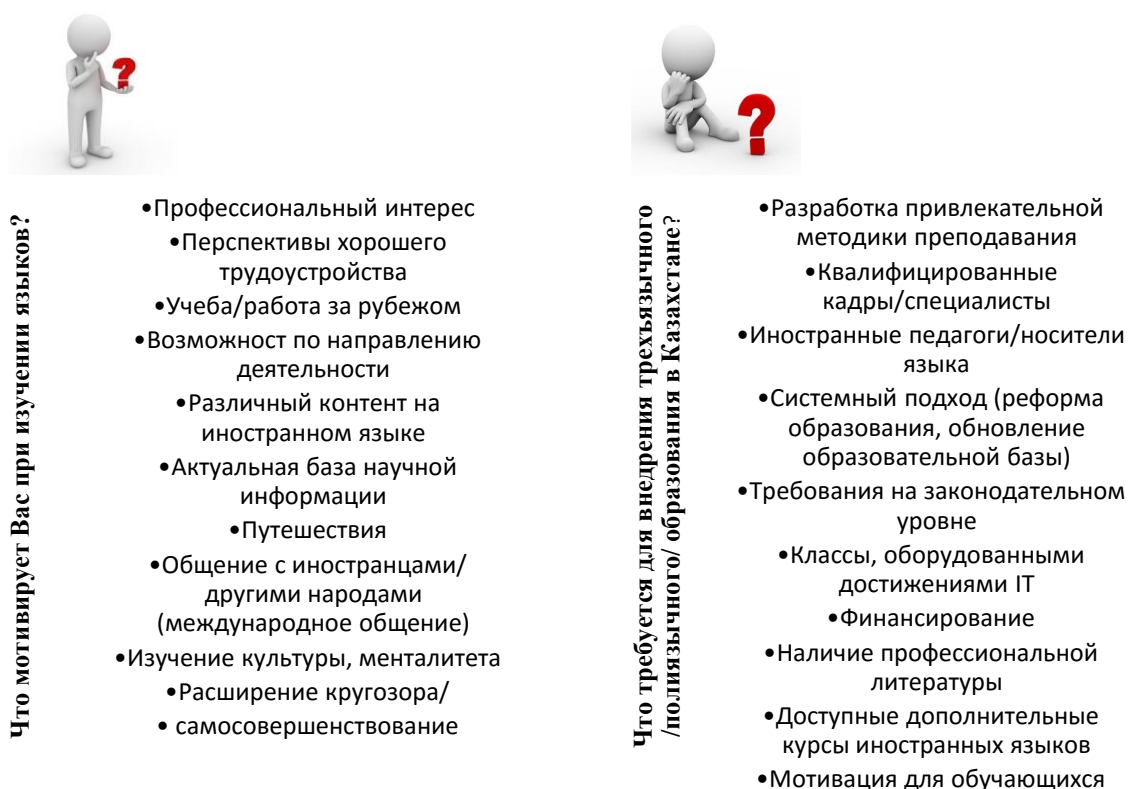 Что мотивирует Вас при изучении языков?
•Профессиональный интерес
•Перспективы хорошего
трудоустройства
•Учеба/работа за рубежом
•Возможност по направлению
деятельности
•Различный контент на
иностранном языке
•Актуальная база научной
информации
•Путешествия
•Общение с иностранцами/
другими народами
(международное общение)
•Изучение культуры, менталитета
•Расширение кругозора/
• самосовершенствование
Что требуется для внедрения трехъязычного
/полиязычного/ образования в Казахстане?
•Разработка привлекательной
методики преподавания
•Квалифицированные
кадры/специалисты
•Иностранные педагоги/носители
языка
•Системный подход (реформа
образования, обновление
образовательной базы)
•Требования на законодательном
уровне
•Классы, оборудованными
достижениями IT
•Финансирование
•Наличие профессиональной
литературы
•Доступные дополнительные
курсы иностранных языков
•Мотивация для обучающихся